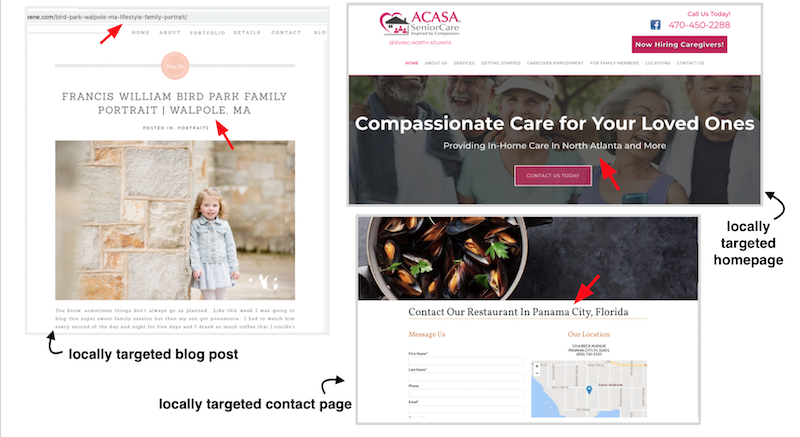 xene.com/bird-park-walpole-ma-lifestyle-family-portrait/
HOME ABOUT PORTFOLIO DETAILS CONTACT BLO
May 21
FRANCIS WILLIAM BIRD PARK FAMILY
PORTRAIT | WALPOLE, MA
POSTED IN: PORTRAITS
AG
You know, sometimes things don't always go as planned. Like this week I was going to
blog this super sweet family session but then my son got pneumonia. I had to watch him
every second of the day and night for five days and I drank so much coffee that I couldn't
locally targeted blog post
ACASA
SeniorCare
Inspired by Compassion
SERVING NORTH ATLANTA
Call Us Today!
470-450-2288
Now Hiring Caregivers!
HOME ABOUT US SERVICES GETTING STARTED CAREGIVER EMPLOYMENT FOR FAMILY MEMBERS LOCATIONS CONTACT US
Compassionate Care for Your Loved Ones
Providing In-Home Care In North Atlanta and More
CONTACT US TODAY
locally
targeted
homepage
Contact Our Restaurant In Panama City, Florida
Message Us
First Name*
Last Name*
Phone
Email*
Our Location
1236 BECK AVENUE
PANAMA CITY, FL 32401
(850) 740-3233
Saint Andrew
locally targeted contact page